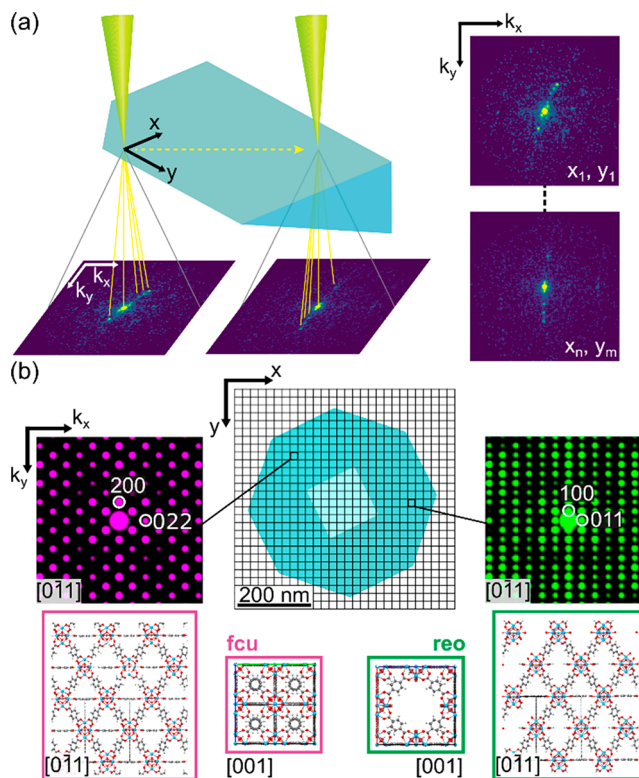 (a)
x
y
k_x
k_y
k_x
k_y
x_1, y_1
x_n, y_m
(b)
k_x
k_y
x
y
200
022
[01̄1]
200 nm
100
011
[01̄1]
fcu
reo
[01̄1]
[001]
[001]
[01̄1]